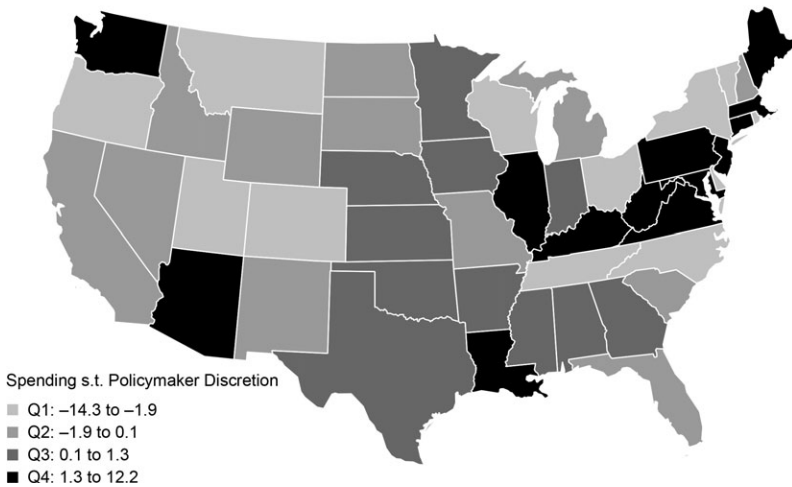 Spending s.t. Policymaker Discretion
Q1: –14.3 to –1.9
Q2: –1.9 to 0.1
Q3: 0.1 to 1.3
Q4: 1.3 to 12.2